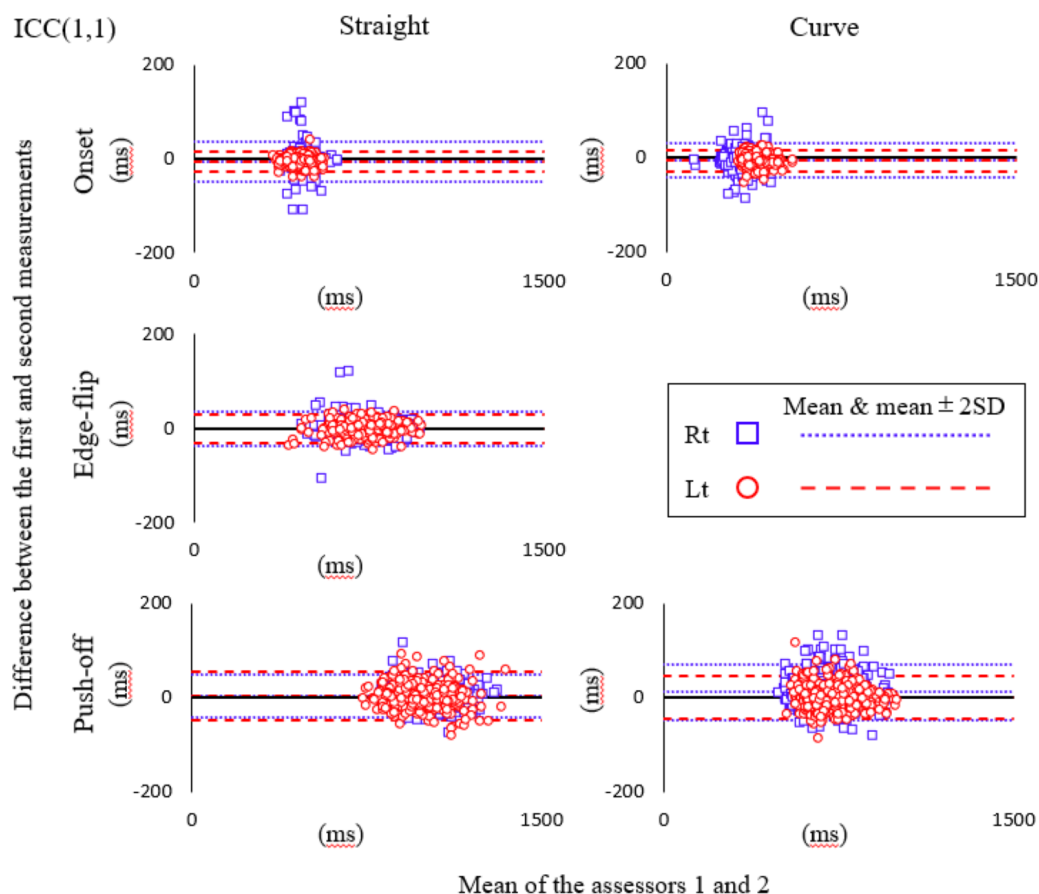 ICC(1,1)
Straight
Curve
Difference between the first and second measurements
Onset
(ms)
200
0
-200
0
1500
(ms)
(ms)
200
0
-200
0
1500
(ms)
Edge-flip
(ms)
200
0
-200
0
1500
(ms)
Mean & mean ± 2SD
Rt
Lt
Push-off
(ms)
200
0
-200
0
1500
(ms)
(ms)
200
0
-200
0
1500
(ms)
Mean of the assessors 1 and 2